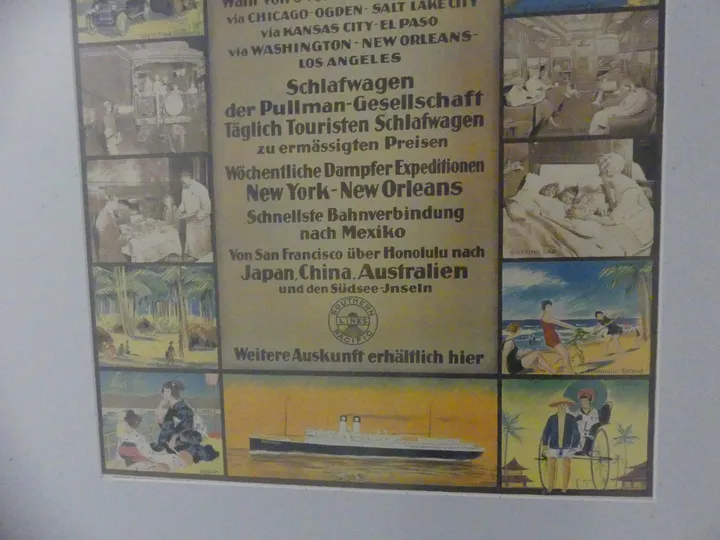 via CHICAGO-OGDEN-SALT LAKE CITY
via KANSAS CITY-EL PASO
via WASHINGTON-NEW ORLEANS-
LOS ANGELES
Schlafwagen
der Pullman-Gesellschaft
Täglich Touristen Schlafwagen
zu ermässigten Preisen
Wöchentliche Dampfer Expeditionen
New York-New Orleans
Schnellste Bahnverbindung
nach Mexiko
Von San Francisco über Honolulu nach
Japan, China, Australien
und den Südsee-Jnseln
SOUTHERN
LINES
PACIFIC
Weitere Auskunft erhältlich hier
SLEEPING CAR